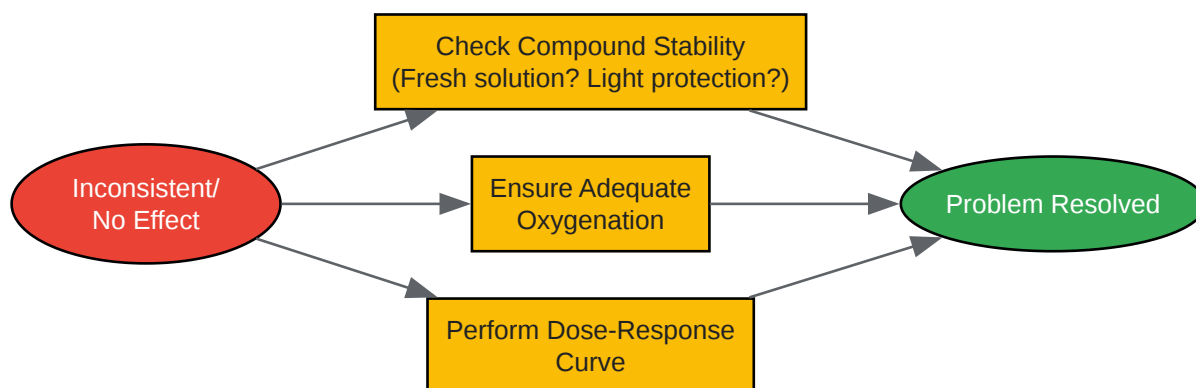 Check Compound Stability
(Fresh solution? Light protection?)
Inconsistent/
No Effect
Ensure Adequate
Oxygenation
Problem Resolved
Perform Dose-Response
Curve